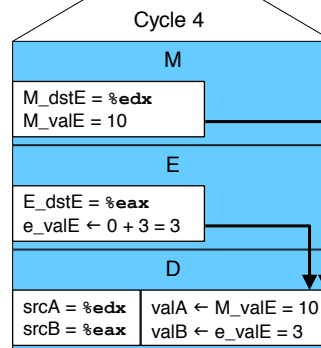 Cycle 4
M
M_dstE = %edx
M_valE = 10
E
E_dstE = %eax
e_valE ← 0 + 3 = 3
D
srcA = %edx
srcB = %eax
valA ← M_valE = 10
valB ← e_valE = 3